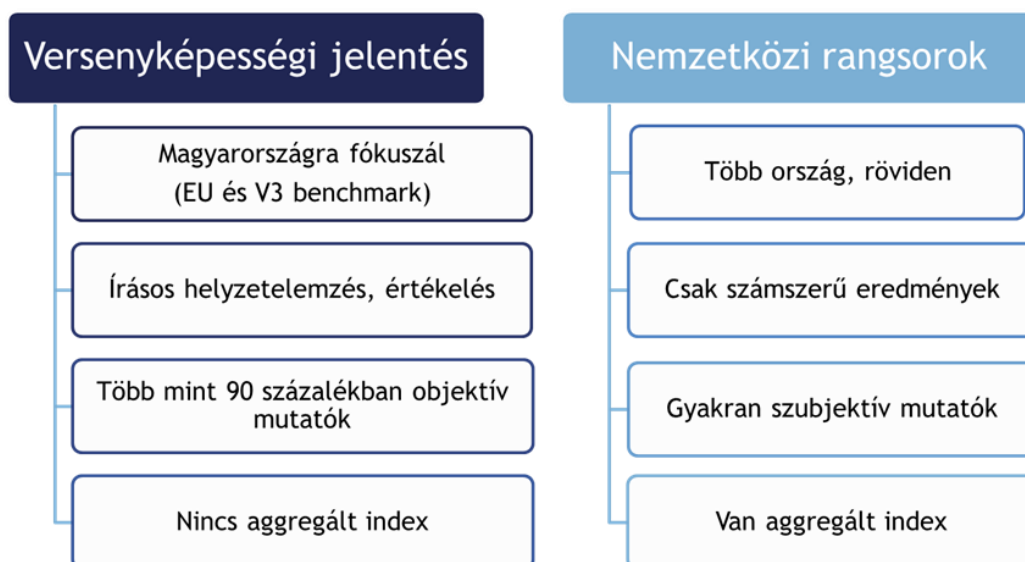 Versenyképességi jelentés
Magyarországra fókuszál
(EU és V3 benchmark)
Írásos helyzetelemzés, értékelés
Több mint 90 százalékban objektív
mutatók
Nincs aggregált index
Nemzetközi rangsorok
Több ország, röviden
Csak számszerű eredmények
Gyakran szubjektív mutatók
Van aggregált index